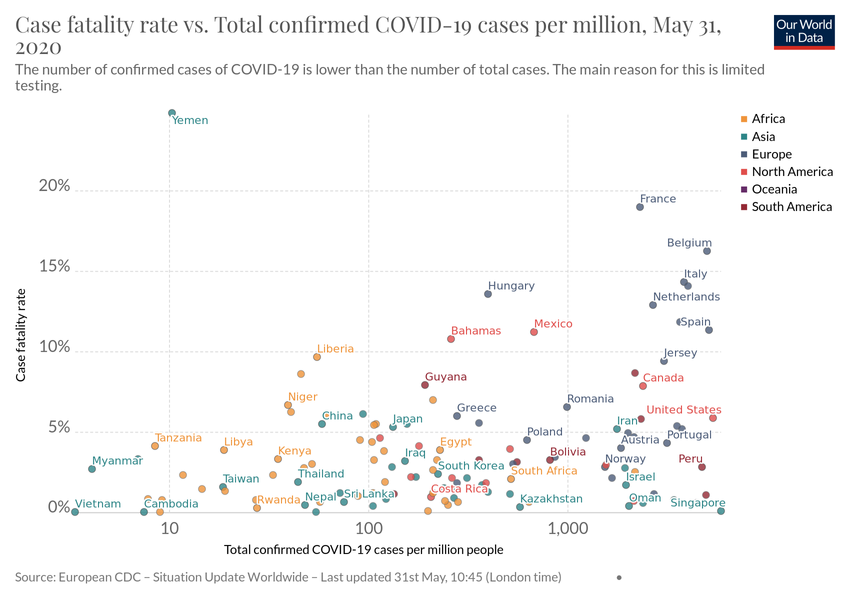 Case fatality rate vs. Total confirmed COVID-19 cases per million, May 31,
2020
Our World
in Data
The number of confirmed cases of COVID-19 is lower than the number of total cases. The main reason for this is limited
testing.
Yemen
Africa
Asia
Europe
North America
Oceania
South America
20%
France
Belgium
15%
Italy
Hungary
Netherlands
Spain
Bahamas
Mexico
10%
Liberia
Jersey
Guyana
Canada
Niger
Romania
China
Japan
Greece
United States
5%
Iran
Tanzania
Libya
Egypt
Poland
Austria
Portugal
Myanmar
Kenya
Iraq
Bolivia
Norway
Peru
Taiwan
Thailand
South Korea
South Africa
Israel
Vietnam
Cambodia
Rwanda
Nepal
Sri Lanka
Costa Rica
Kazakhstan
Oman
Singapore
0%
10
100
1,000
Case fatality rate
Total confirmed COVID-19 cases per million people
Source: European CDC – Situation Update Worldwide – Last updated 31st May, 10:45 (London time)